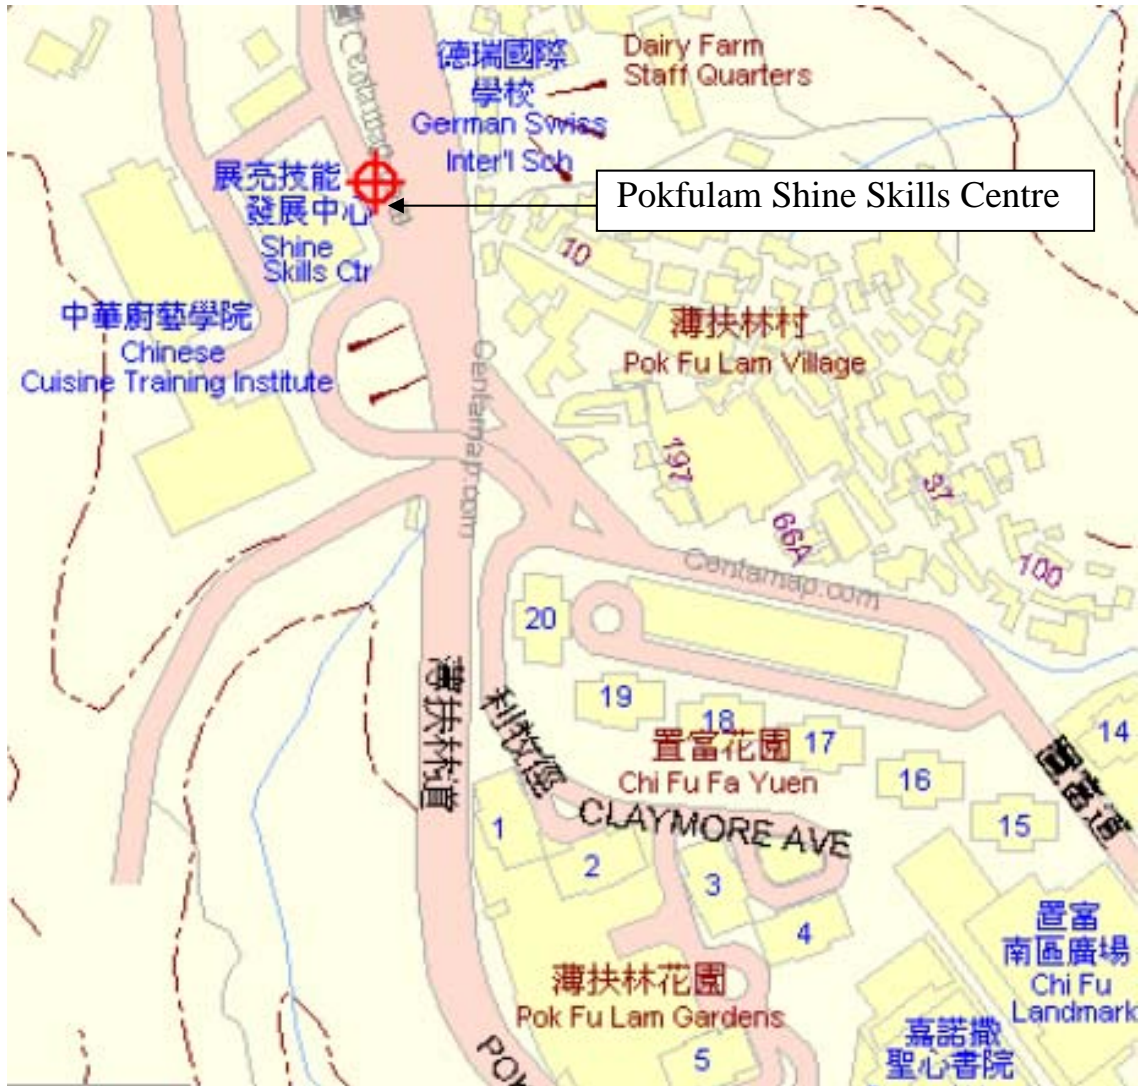 Centamap
德瑞國際
學校
German Swiss
Inter'l Sch
Dairy Farm
Staff Quarters
展亮技能
發展中心
Shine
Skills Ctr
Pokfulam Shine Skills Centre
10
中華廚藝學院
Chinese
Cuisine Training Institute
薄扶林村
Pok Fu Lam Village
Centamap.com
197
66A
37
100
Centamap.com
20
19
18
17
16
15
14
薄扶林道
利牧徑
置富花園
Chi Fu Fa Yuen
置富道
CLAYMORE AVE
1
2
3
4
5
薄扶林花園
Pok Fu Lam Gardens
置富
南區廣場
Chi Fu
Landmark
嘉諾撒
聖心書院
POK